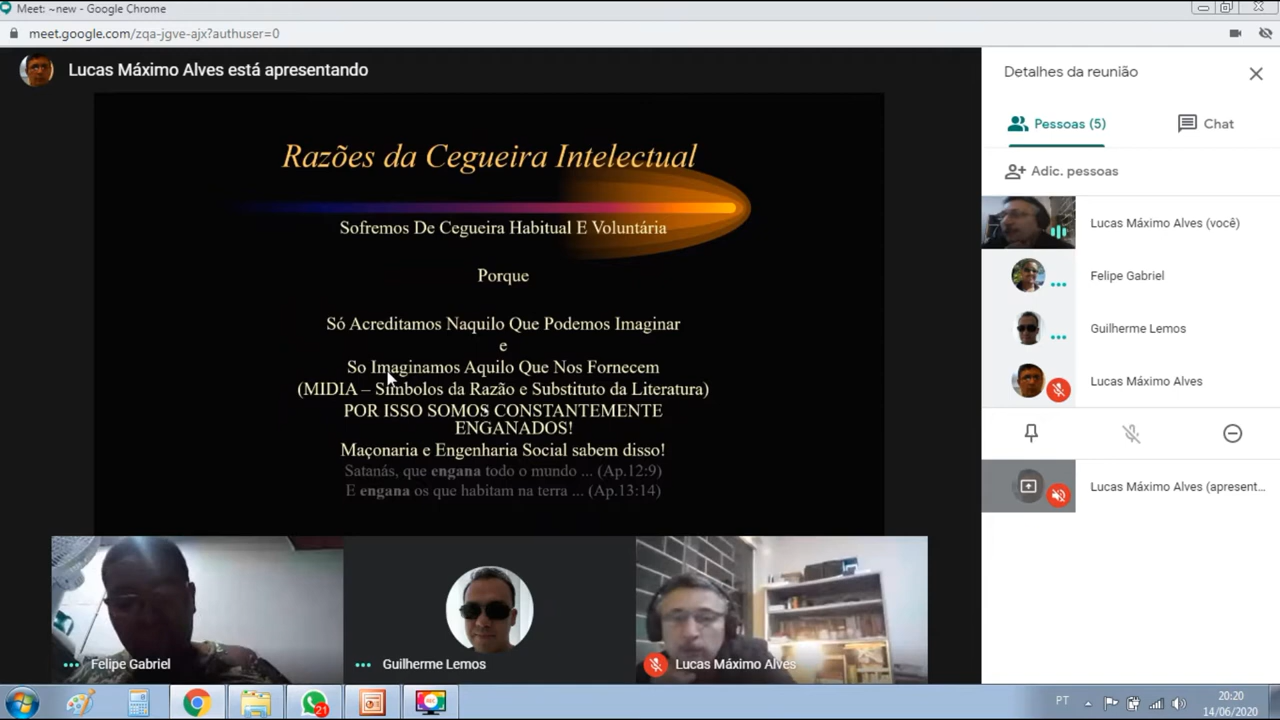 Meet: ~new - Google Chrome
meet.google.com/zqa-jgve-ajx?authuser=0
Lucas Máximo Alves está apresentando
Razões da Cegueira Intelectual
Sofremos De Cegueira Habitual E Voluntária
Porque
Só Acreditamos Naquilo Que Podemos Imaginar
e
So Imaginamos Aquilo Que Nos Fornecem
(MIDIA – Símbolos da Razão e Substituto da Literatura)
POR ISSO SOMOS CONSTANTEMENTE
ENGANADOS!
Maçonaria e Engenharia Social sabem disso!
Satanás, que engana todo o mundo ... (Ap.12:9)
E engana os que habitam na terra ... (Ap.13:14)
Felipe Gabriel
Guilherme Lemos
Lucas Máximo Alves
Detalhes da reunião
Pessoas (5)
Chat
Adic. pessoas
Lucas Máximo Alves (você)
Felipe Gabriel
Guilherme Lemos
Lucas Máximo Alves
Lucas Máximo Alves (apresent...
21
REC
PT
20:20
14/06/2020